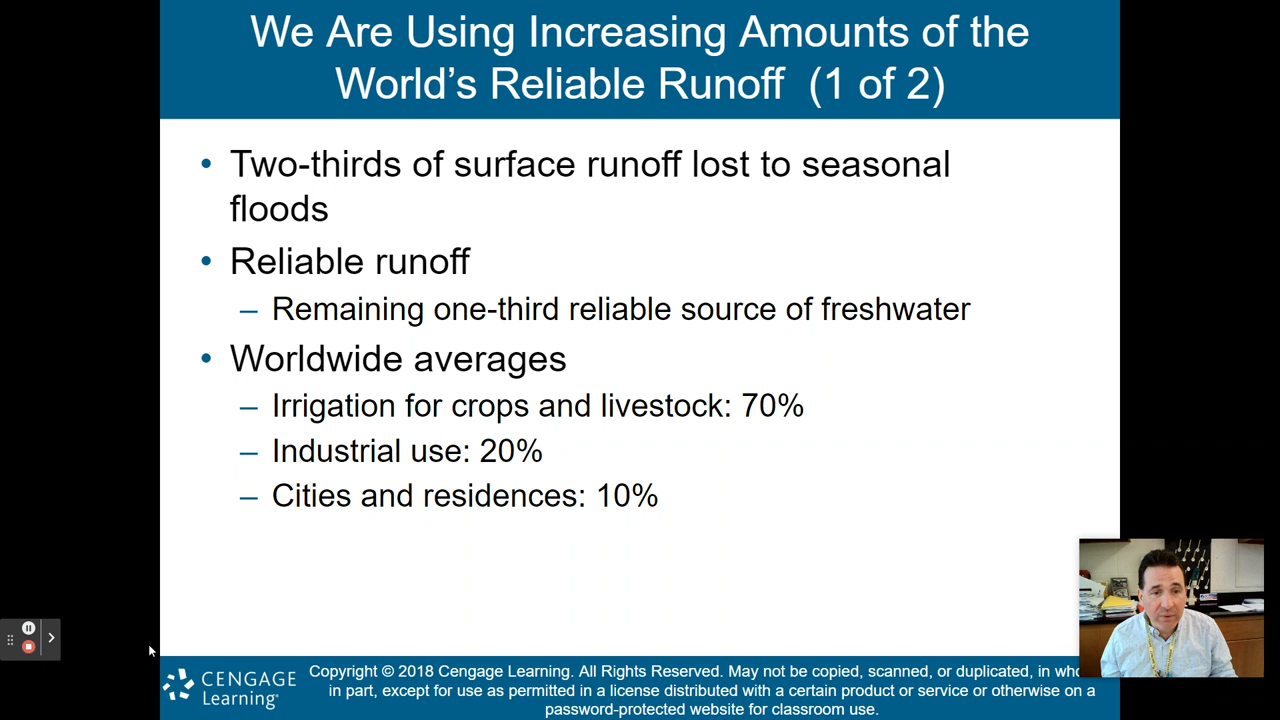 We Are Using Increasing Amounts of the
World's Reliable Runoff (1 of 2)
• Two-thirds of surface runoff lost to seasonal
floods
• Reliable runoff
– Remaining one-third reliable source of freshwater
• Worldwide averages
– Irrigation for crops and livestock: 70%
– Industrial use: 20%
– Cities and residences: 10%
CENGAGE
Learning®
Copyright © 2018 Cengage Learning. All Rights Reserved. May not be copied, scanned, or duplicated, in
in part, except for use as permitted in a license distributed with a certain product or service or otherwise on a
password-protected website for classroom use.